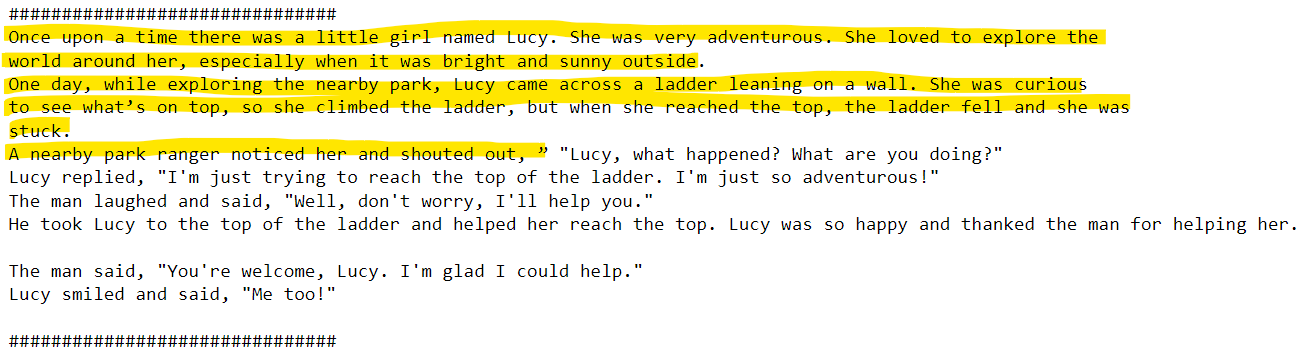 ###############################
Once upon a time there was a little girl named Lucy. She was very adventurous. She loved to explore the
world around her, especially when it was bright and sunny outside.
One day, while exploring the nearby park, Lucy came across a ladder leaning on a wall. She was curious
to see what’s on top, so she climbed the ladder, but when she reached the top, the ladder fell and she was
stuck.
A nearby park ranger noticed her and shouted out, ” "Lucy, what happened? What are you doing?"
Lucy replied, "I'm just trying to reach the top of the ladder. I'm just so adventurous!"
The man laughed and said, "Well, don't worry, I'll help you."
He took Lucy to the top of the ladder and helped her reach the top. Lucy was so happy and thanked the man for helping her.
The man said, "You're welcome, Lucy. I'm glad I could help."
Lucy smiled and said, "Me too!"
###############################